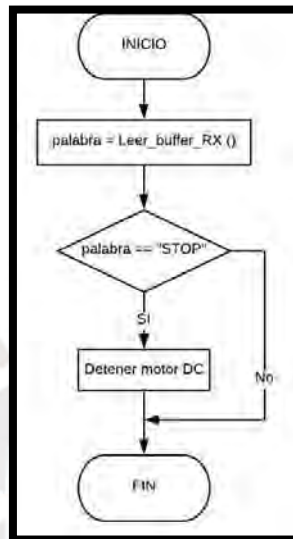 INICIO
palabra = Leer_buffer_RX ()
palabra == "STOP"
SI
Detener motor DC
No
FIN